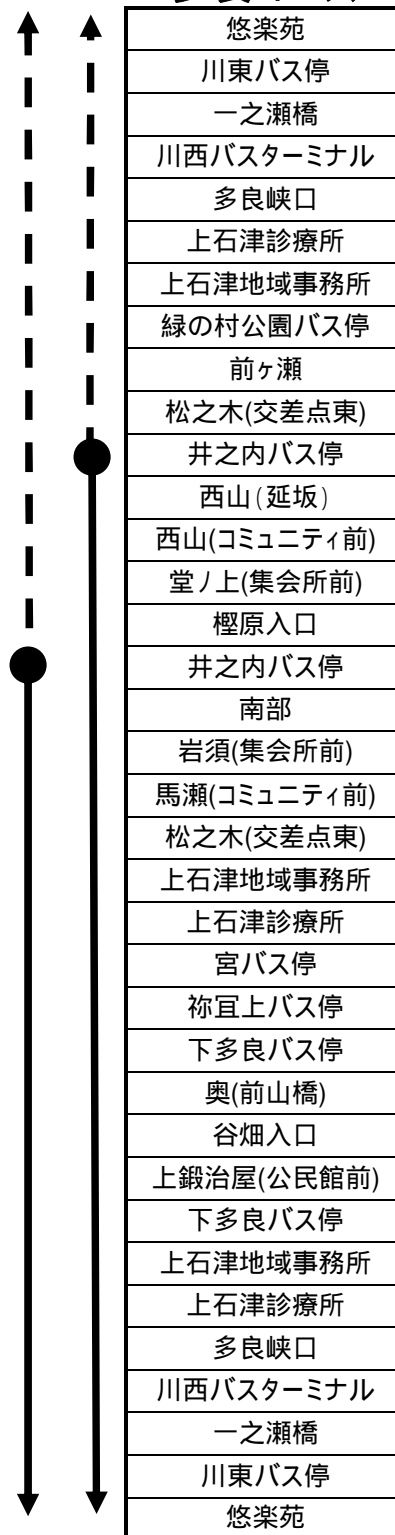 悠楽苑
川東バス停
一之瀬橋
川西バスターミナル
多良峡口
上石津診療所
上石津地域事務所
緑の村公園バス停
前ヶ瀬
松之木(交差点東)
井之内バス停
西山(延坂)
西山(コミュニティ前)
堂ノ上(集会所前)
樫原入口
井之内バス停
南部
岩須(集会所前)
馬瀬(コミュニティ前)
松之木(交差点東)
上石津地域事務所
上石津診療所
宮バス停
祢宜上バス停
下多良バス停
奥(前山橋)
谷畑入口
上鍛治屋(公民館前)
下多良バス停
上石津地域事務所
上石津診療所
多良峡口
川西バスターミナル
一之瀬橋
川東バス停
悠楽苑